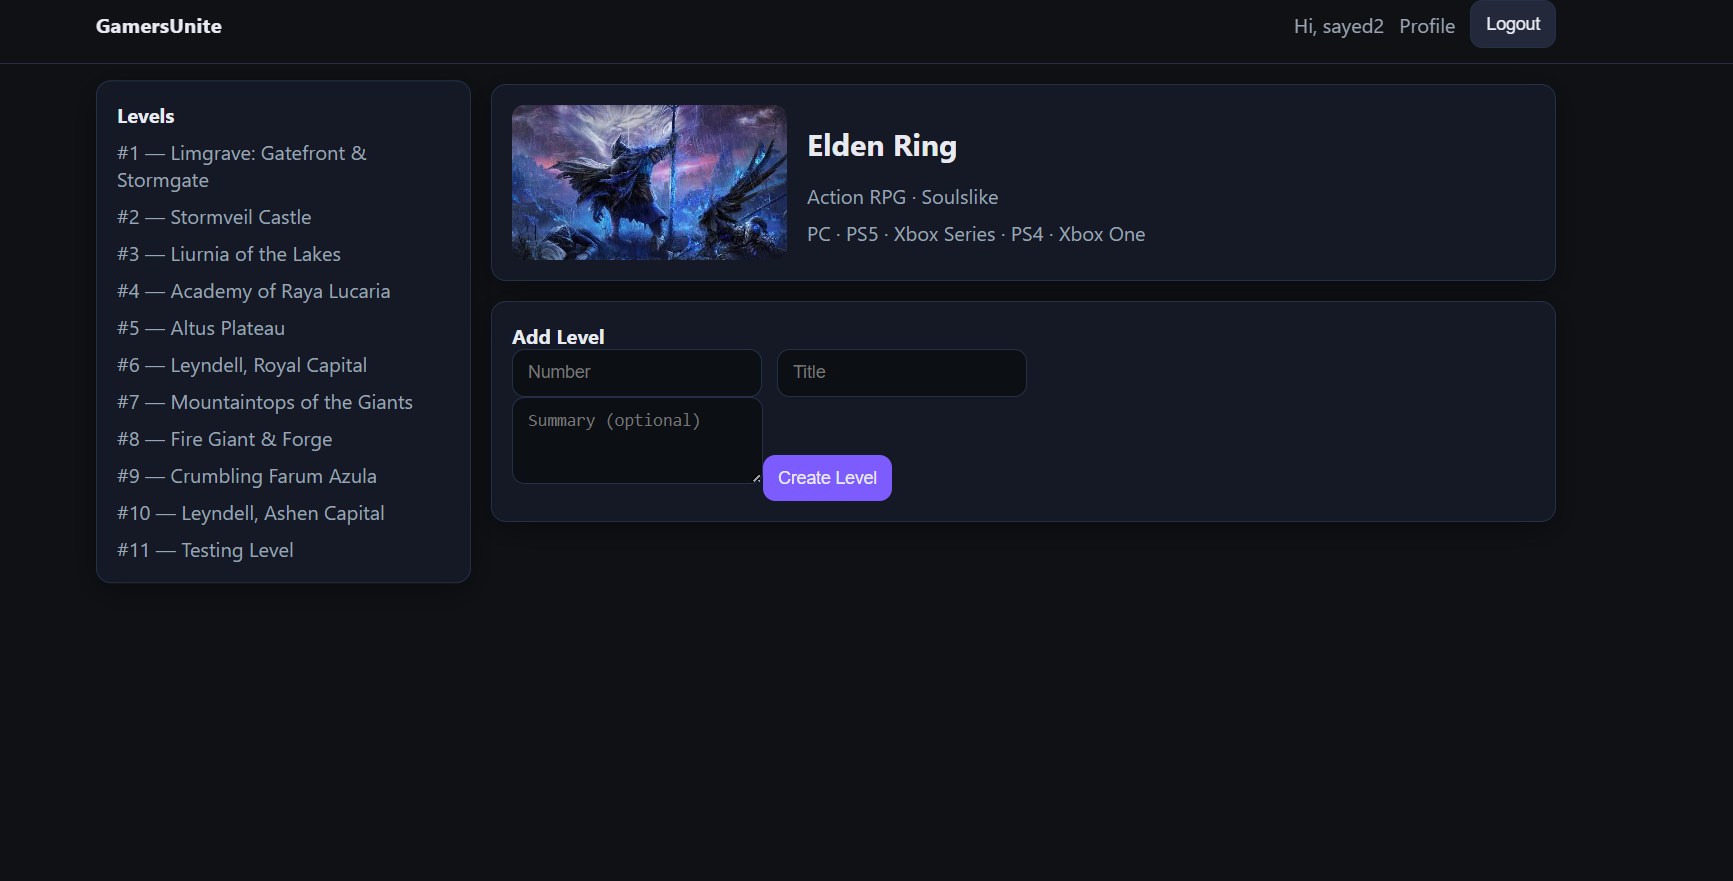 GamersUnite
Hi, sayed2 Profile Logout
Levels
#1 — Limgrave: Gatefront &
Stormgate
#2 — Stormveil Castle
#3 — Liurnia of the Lakes
#4 — Academy of Raya Lucaria
#5 — Altus Plateau
#6 — Leyndell, Royal Capital
#7 — Mountaintops of the Giants
#8 — Fire Giant & Forge
#9 — Crumbling Farum Azula
#10 — Leyndell, Ashen Capital
#11 — Testing Level
Elden Ring
Action RPG · Soulslike
PC · PS5 · Xbox Series · PS4 · Xbox One
Add Level
Number Title
Summary (optional)
Create Level